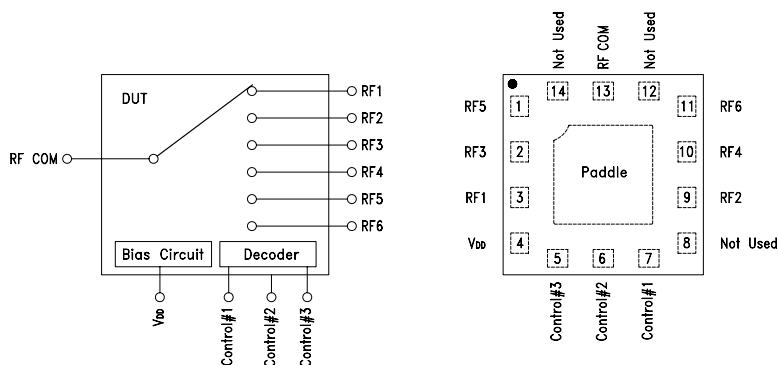 DUT
RF COM
RF1
RF2
RF3
RF4
RF5
RF6
Bias Circuit
Decoder
VDD
Control#1
Control#2
Control#3
Not Used
RF COM
Not Used
14
13
12
RF5
1
11
RF6
RF3
2
10
RF4
Paddle
RF1
3
9
RF2
VDD
4
8
Not Used
5
6
7
Control#3
Control#2
Control#1